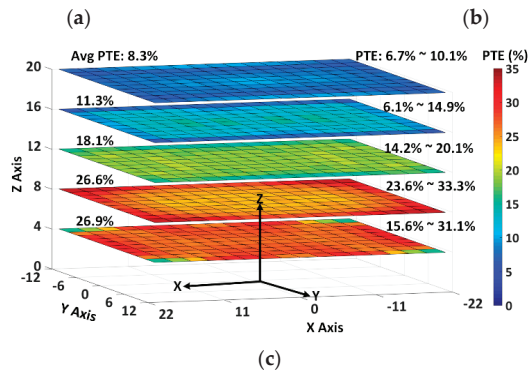 (a) (b)
Avg PTE: 8.3% PTE: 6.7% ~ 10.1% PTE (%)
20 35
11.3% 6.1% ~ 14.9%
16 30
18.1% 14.2% ~ 20.1%
12 25
26.6% 23.6% ~ 33.3%
8 20
26.9% 15.6% ~ 31.1%
4 15
0 10
5
0
Z Axis
Z
X
Y
-12 -6 0 6 12
Y Axis
22 11 0 -11 -22
X Axis
(c)